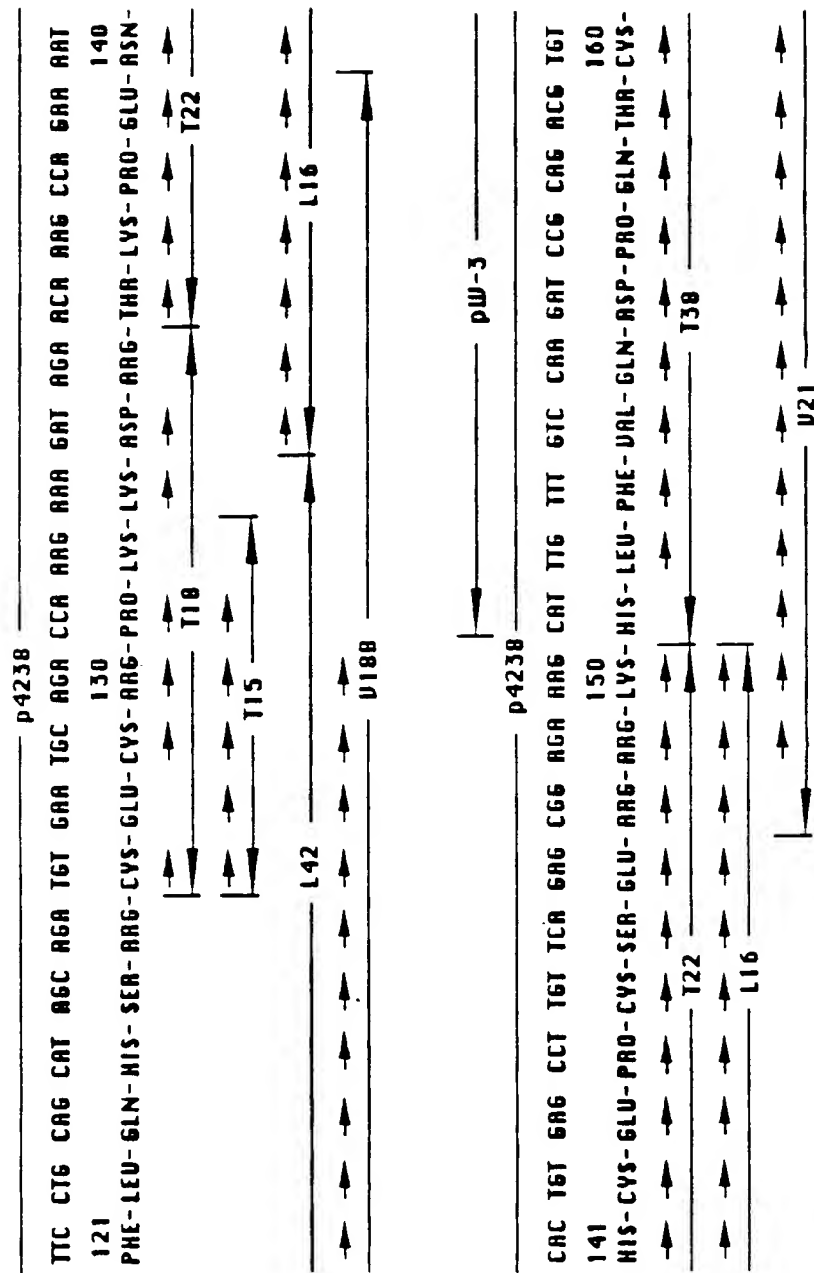 p4238
TTC CTG CAG CAT AGC AGA TGT GAA TGC AGA CCA AAG AAA GAT AGA ACA AAG CCA GAA AAT
121 130 140
PHE-LEU-GLN-HIS-SER-ARG-CYS-GLU-CYS-ARG-PRO-LYS-LYS-ASP-ARG-THR-LYS-PRO-GLU-ASN-
T18 T22
T15
L42 L16
V18B
pW-3
p4238
CAC TGT GAG CCT TGT TCA GAG CGG AGA AAG CAT TTG TTT GTC CAA GAT CCG CAG ACG TGT
141 150 160
HIS-CYS-GLU-PRO-CYS-SER-GLU-ARG-ARG-LYS-HIS-LEU-PHE-VAL-GLN-ASP-PRO-GLN-THR-CYS-
T22 T38
L16
V21